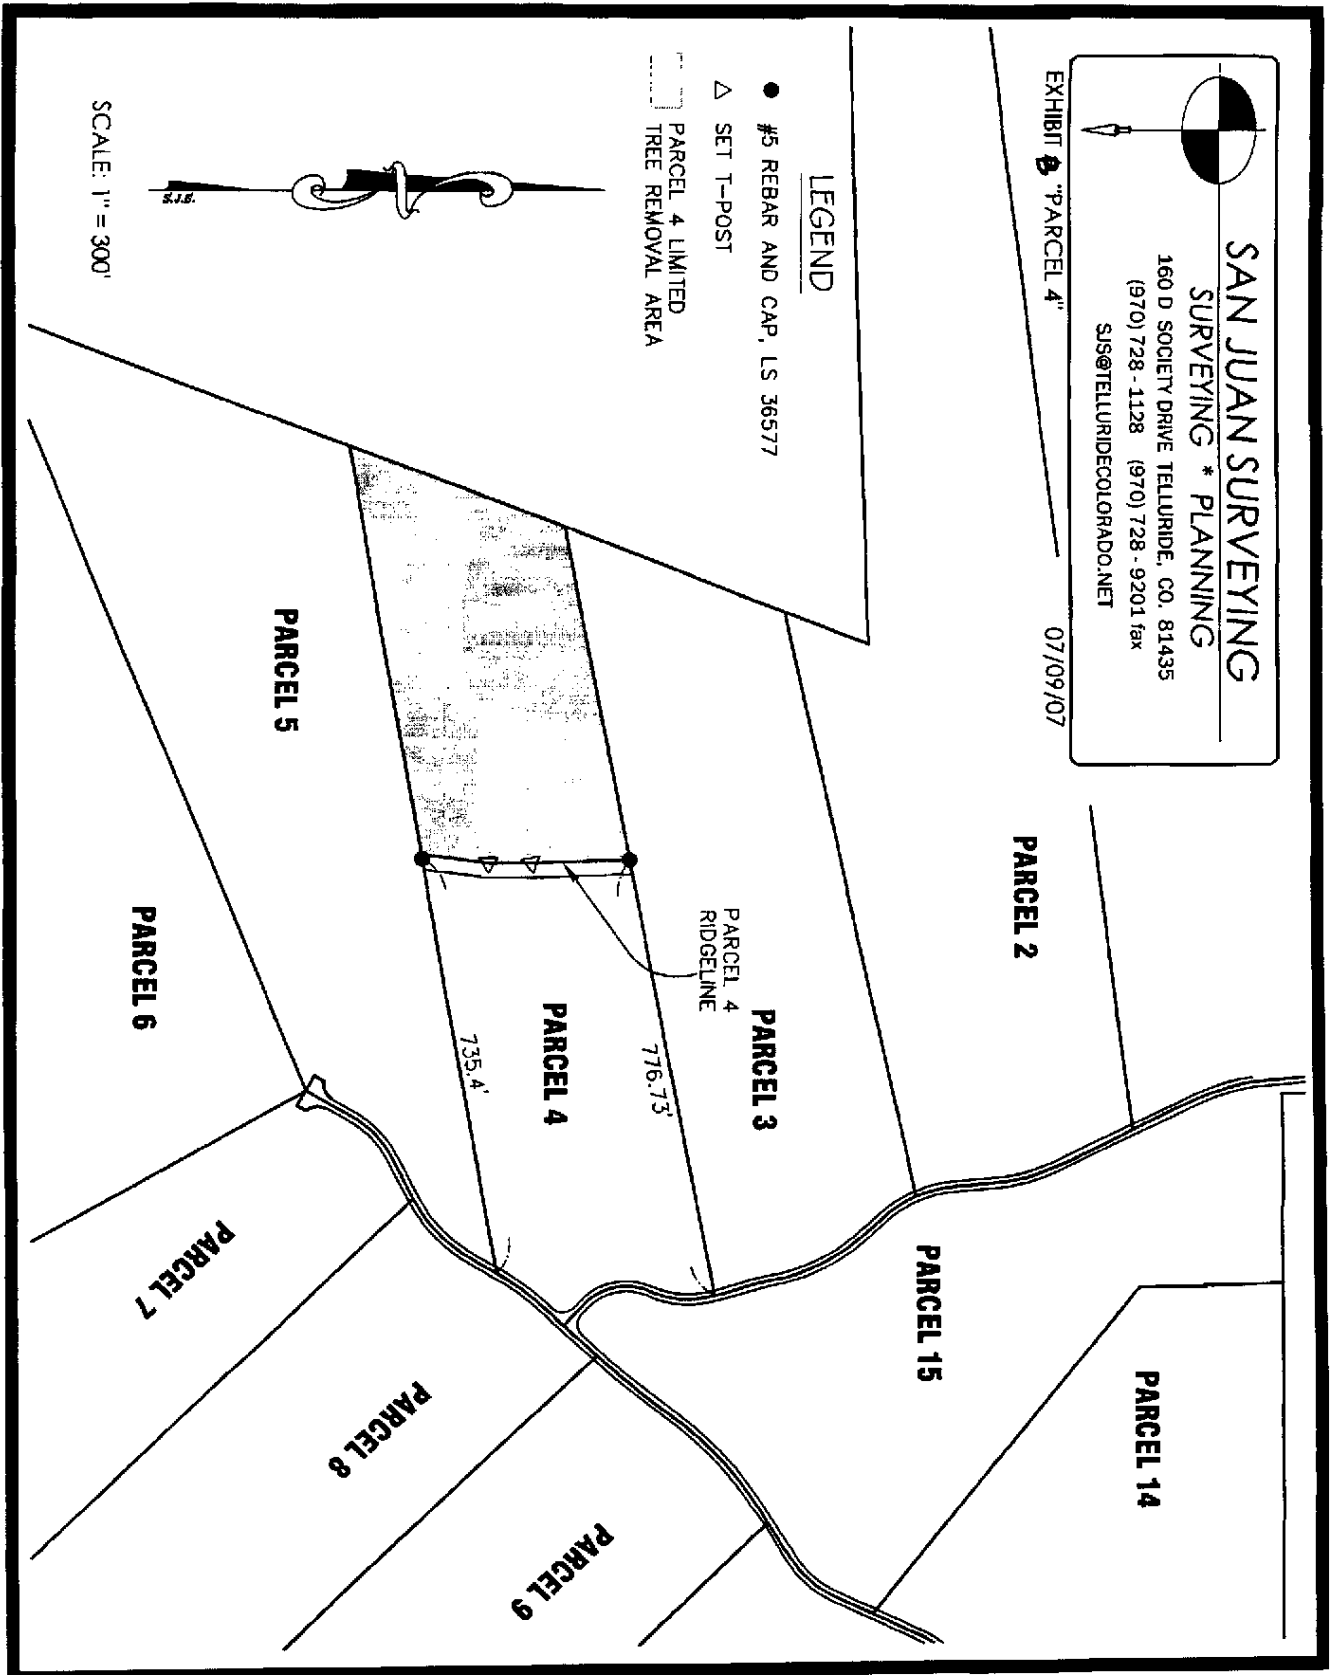 SAN JUAN SURVEYING
SURVEYING * PLANNING
160 D SOCIETY DRIVE TELLURIDE, CO. 81435
(970) 728 - 1128 (970) 728 - 9201 fax
SJS@TELLURIDECOLORADO.NET
EXHIBIT B "PARCEL 4" 07/09/07
LEGEND
#5 REBAR AND CAP, LS 36577
SET T-POST
PARCEL 4 LIMITED
TREE REMOVAL AREA
S.J.S.
SCALE: 1" = 300'
PARCEL 2
PARCEL 14
PARCEL 15
PARCEL 3
PARCEL 4
RIDGELINE
776.73'
PARCEL 4
735.4'
PARCEL 5
PARCEL 9
PARCEL 8
PARCEL 7
PARCEL 6